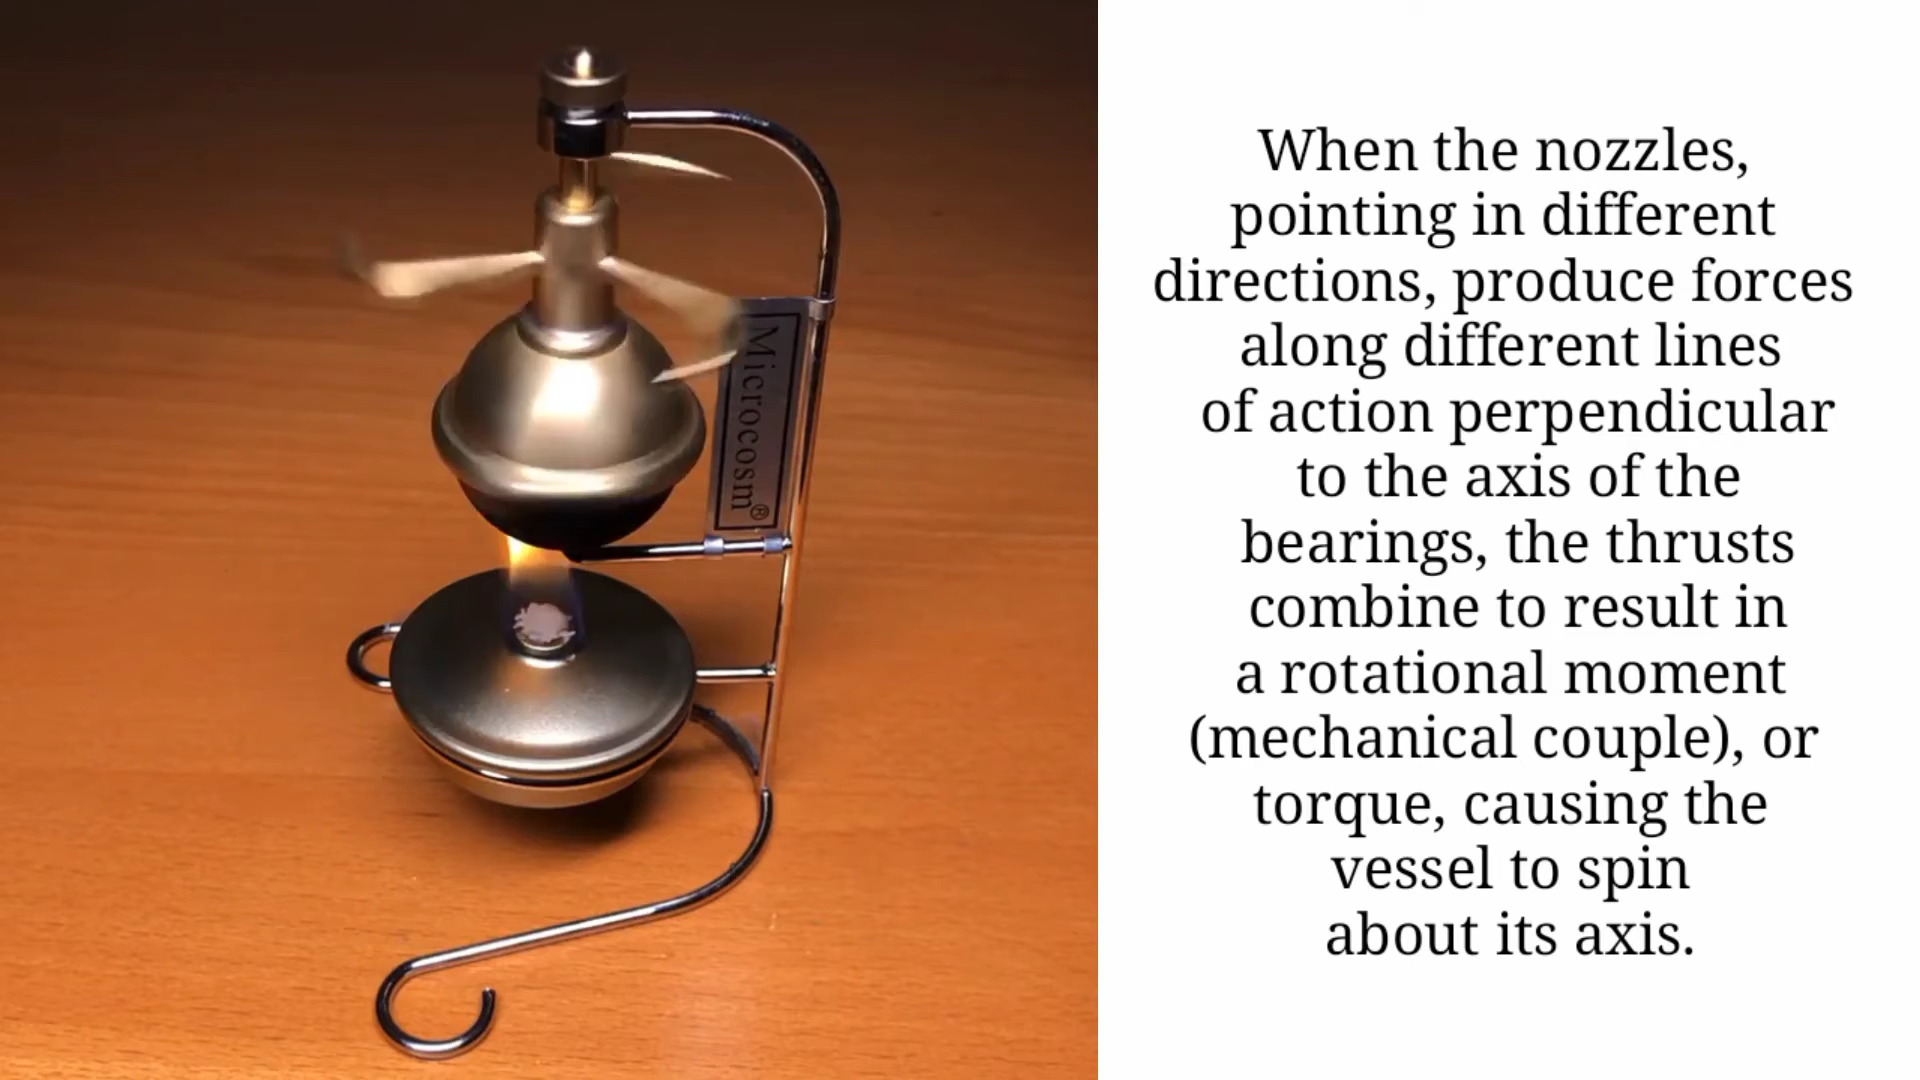 Microcosm®
When the nozzles,
pointing in different
directions, produce forces
along different lines
of action perpendicular
to the axis of the
bearings, the thrusts
combine to result in
a rotational moment
(mechanical couple), or
torque, causing the
vessel to spin
about its axis.